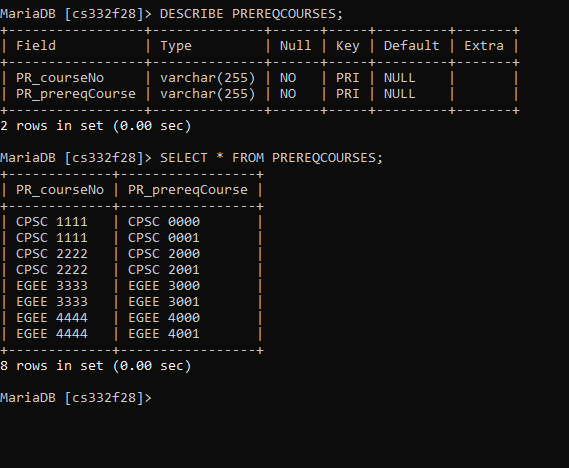 MariaDB [cs332f28]> DESCRIBE PREREQCOURSES;
+-----------------+--------------+------+-----+---------+-------+
| Field           | Type         | Null | Key | Default | Extra |
+-----------------+--------------+------+-----+---------+-------+
| PR_courseNo     | varchar(255) | NO   | PRI | NULL    |       |
| PR_prereqCourse | varchar(255) | NO   | PRI | NULL    |       |
+-----------------+--------------+------+-----+---------+-------+
2 rows in set (0.00 sec)
MariaDB [cs332f28]> SELECT * FROM PREREQCOURSES;
+-------------+-----------------+
| PR_courseNo | PR_prereqCourse |
+-------------+-----------------+
| CPSC 1111   | CPSC 0000       |
| CPSC 1111   | CPSC 0001       |
| CPSC 2222   | CPSC 2000       |
| CPSC 2222   | CPSC 2001       |
| EGEE 3333   | EGEE 3000       |
| EGEE 3333   | EGEE 3001       |
| EGEE 4444   | EGEE 4000       |
| EGEE 4444   | EGEE 4001       |
+-------------+-----------------+
8 rows in set (0.00 sec)
MariaDB [cs332f28]>